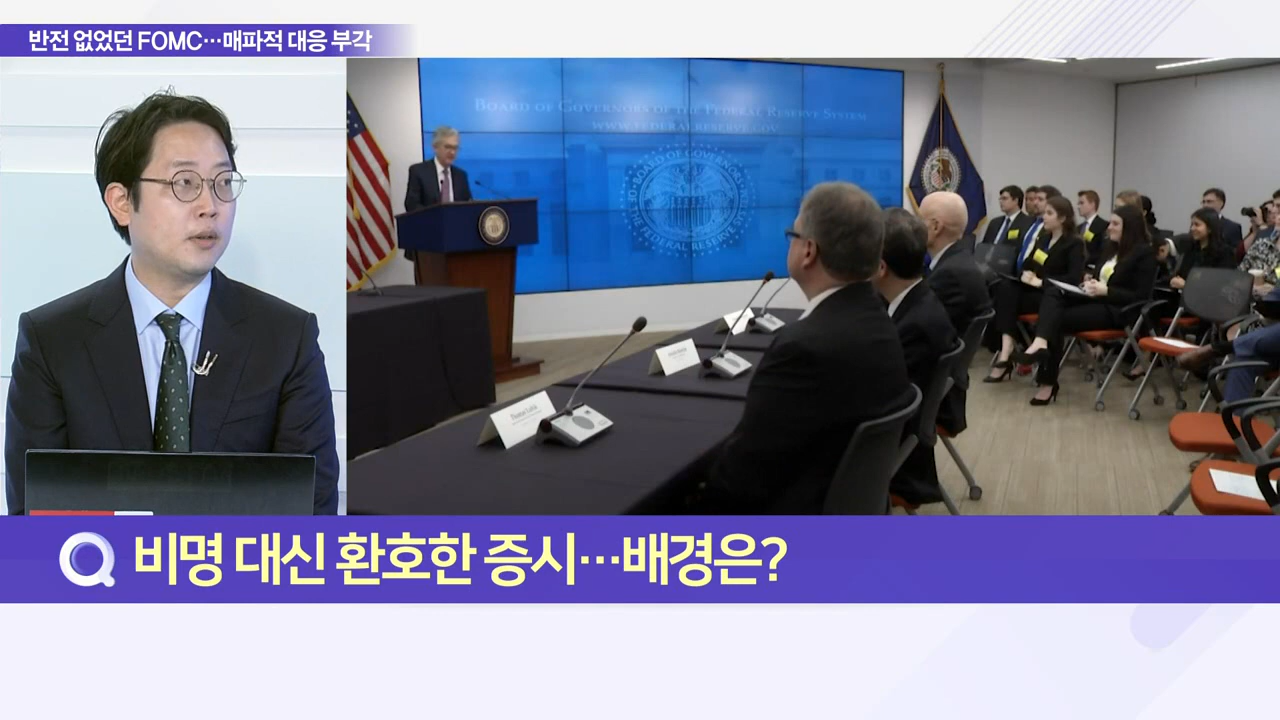 반전 없었던 FOMC…매파적 대응 부각
BOARD OF GOVERNORS OF THE FEDERAL RESERVE SYSTEM
WWW.FEDERALRESERVE.GOV
Q 비명 대신 환호한 증시…배경은?